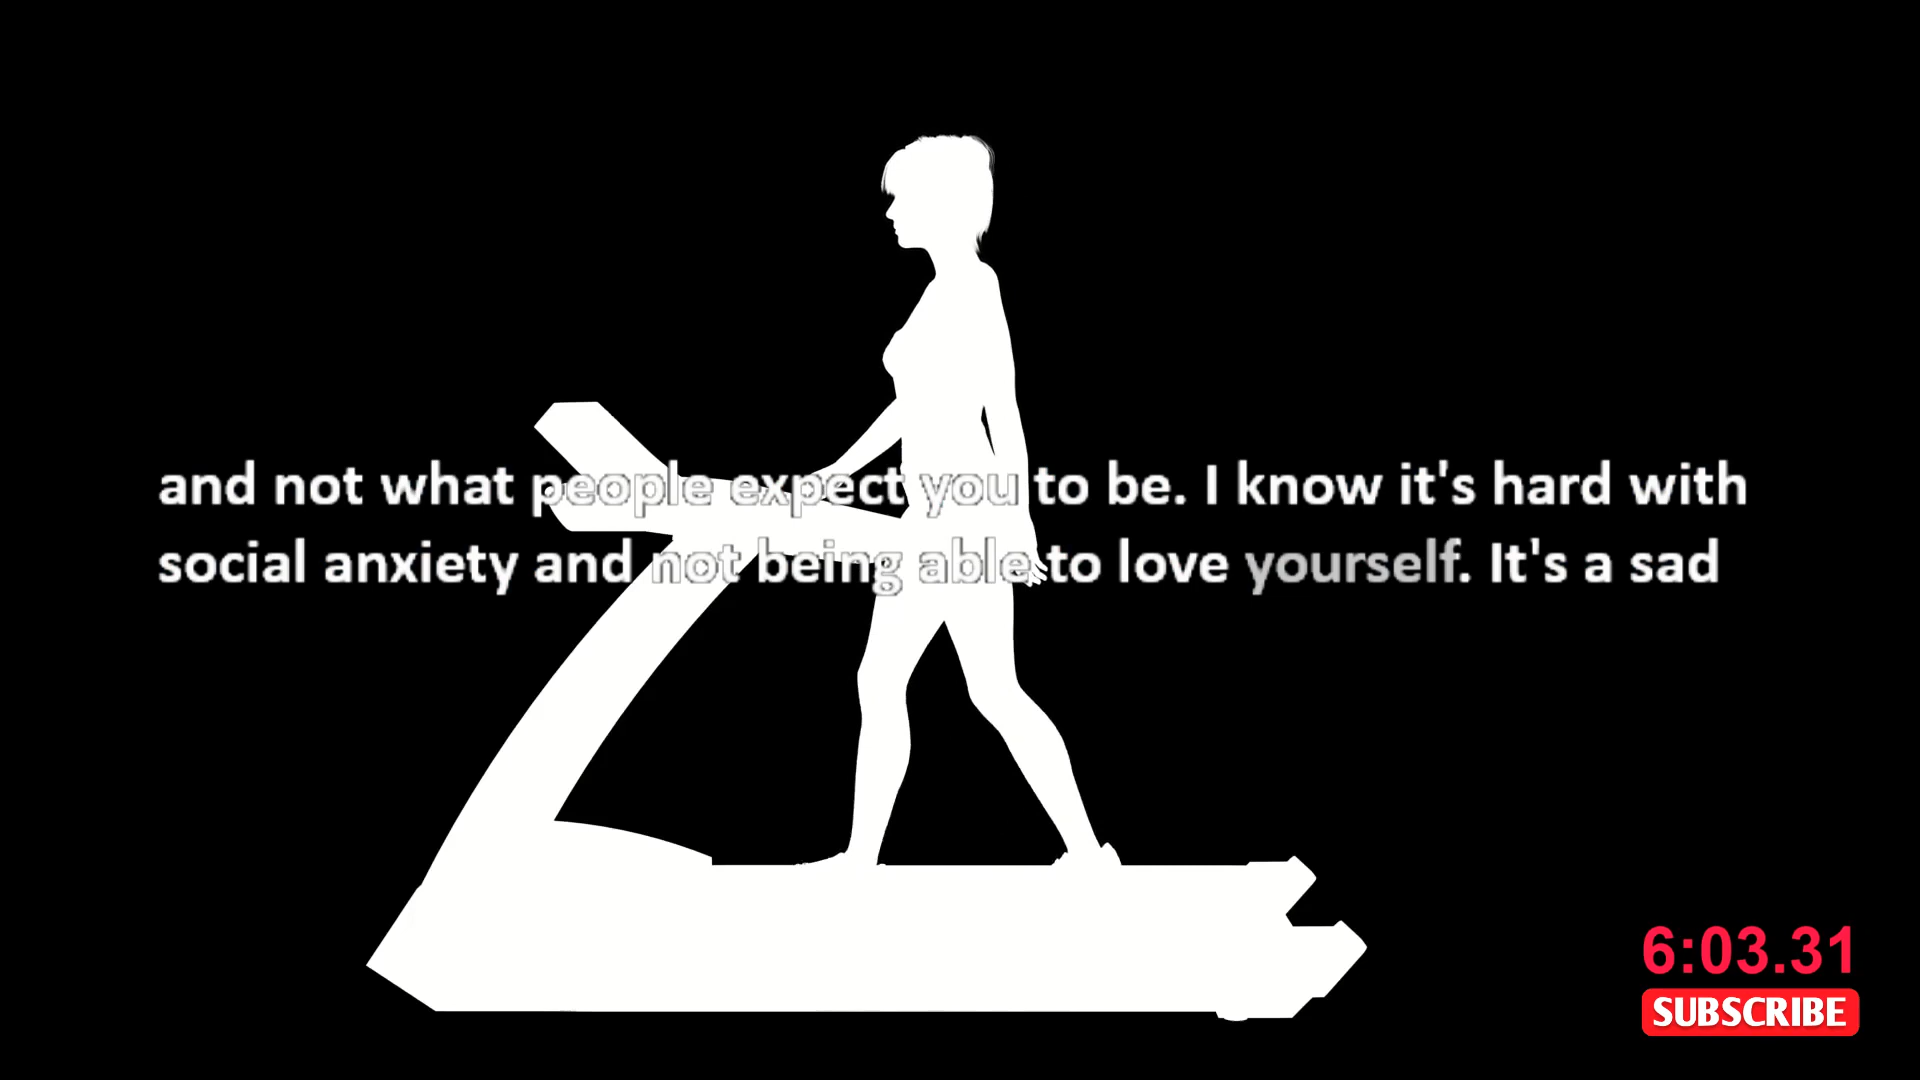 and not what people expect you to be. I know it's hard with
social anxiety and not being able to love yourself. It's a sad
6:03.31
SUBSCRIBE